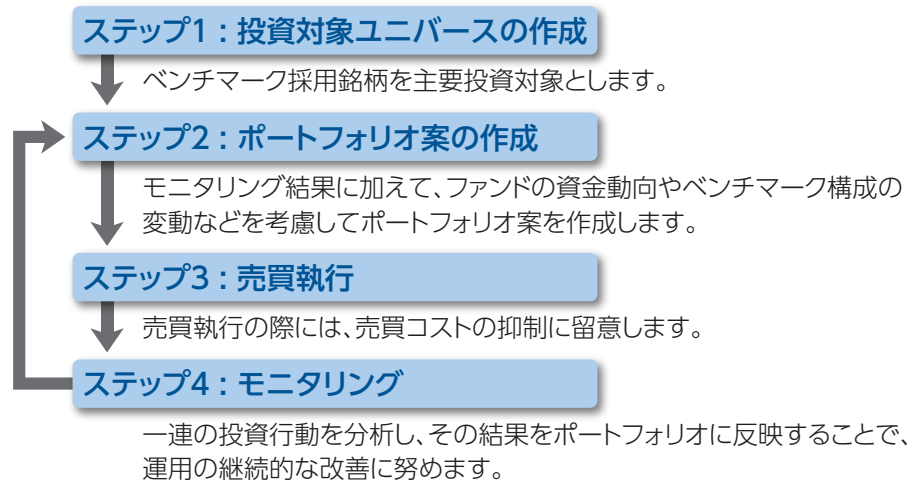 ステップ1：投資対象ユニバースの作成
ベンチマーク採用銘柄を主要投資対象とします。
ステップ2：ポートフォリオ案の作成
モニタリング結果に加えて、ファンドの資金動向やベンチマーク構成の
変動などを考慮してポートフォリオ案を作成します。
ステップ3：売買執行
売買執行の際には、売買コストの抑制に留意します。
ステップ4：モニタリング
一連の投資行動を分析し、その結果をポートフォリオに反映することで、
運用の継続的な改善に努めます。